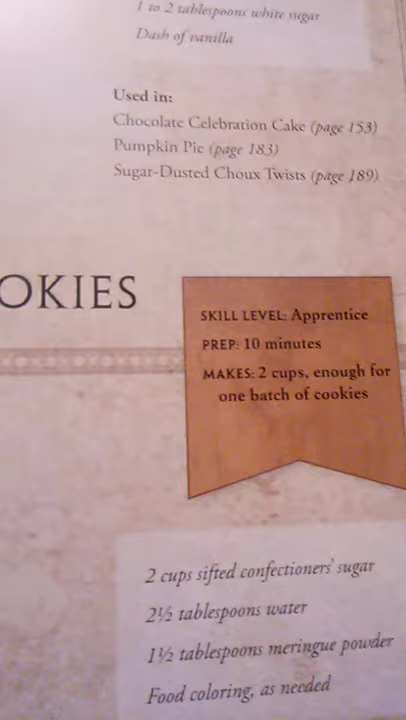 1 to 2 tablespoons white sugar
Dash of vanilla
Used in:
Chocolate Celebration Cake (page 153)
Pumpkin Pie (page 183)
Sugar-Dusted Choux Twists (page 189)
OKIES
SKILL LEVEL: Apprentice
PREP: 10 minutes
MAKES: 2 cups, enough for
one batch of cookies
2 cups sifted confectioners' sugar
2½ tablespoons water
1½ tablespoons meringue powder
Food coloring, as needed